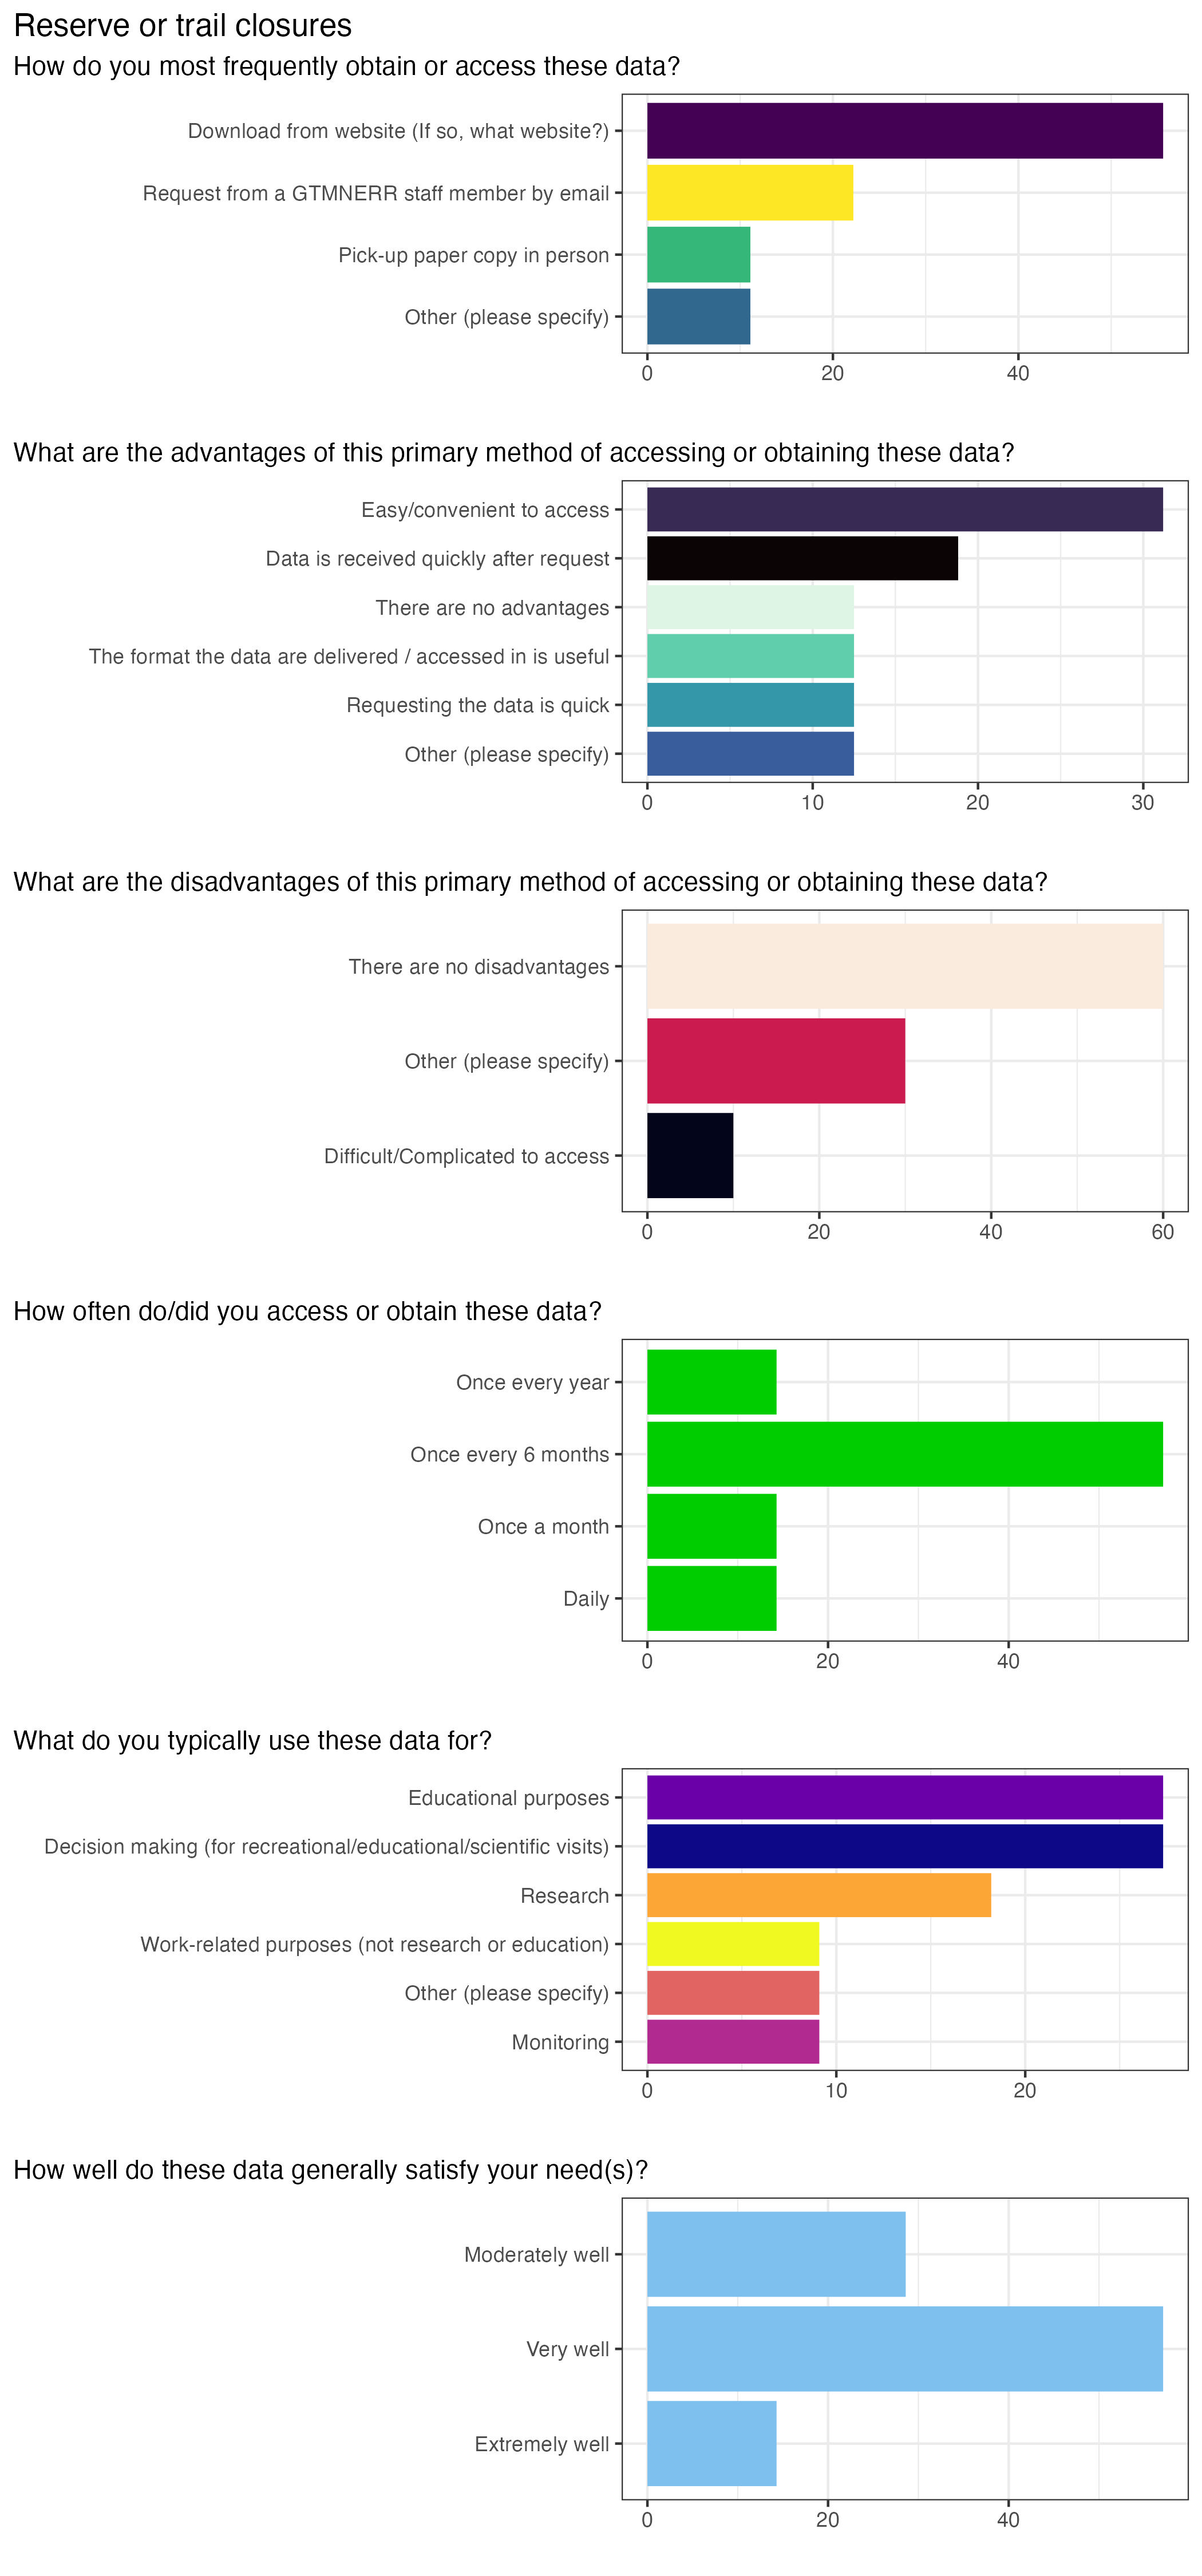 Reserve or trail closures
How do you most frequently obtain or access these data?
Download from website (If so, what website?)
Request from a GTMNERR staff member by email
Pick-up paper copy in person
Other (please specify)
0 20 40
What are the advantages of this primary method of accessing or obtaining these data?
Easy/convenient to access
Data is received quickly after request
There are no advantages
The format the data are delivered / accessed in is useful
Requesting the data is quick
Other (please specify)
0 10 20 30
What are the disadvantages of this primary method of accessing or obtaining these data?
There are no disadvantages
Other (please specify)
Difficult/Complicated to access
0 20 40 60
How often do/did you access or obtain these data?
Once every year
Once every 6 months
Once a month
Daily
0 20 40
What do you typically use these data for?
Educational purposes
Decision making (for recreational/educational/scientific visits)
Research
Work-related purposes (not research or education)
Other (please specify)
Monitoring
0 10 20
How well do these data generally satisfy your need(s)?
Moderately well
Very well
Extremely well
0 20 40